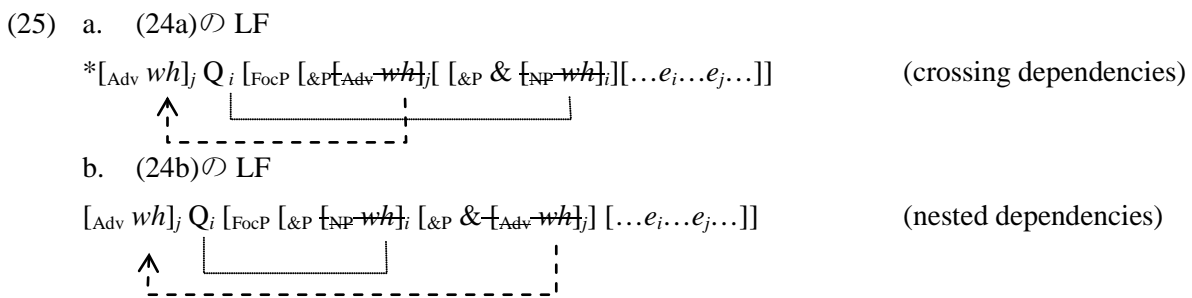 (25) a. (24a)の LF
*[Adv wh]j Q i [FocP [&P[Adv wh]j[ [&P & [NP wh]i][…ei…ej…]] (crossing dependencies)
b. (24b)の LF
[Adv wh]j Qi [FocP [&P [NP wh]i [&P & [Adv wh]j] […ei…ej…]] (nested dependencies)